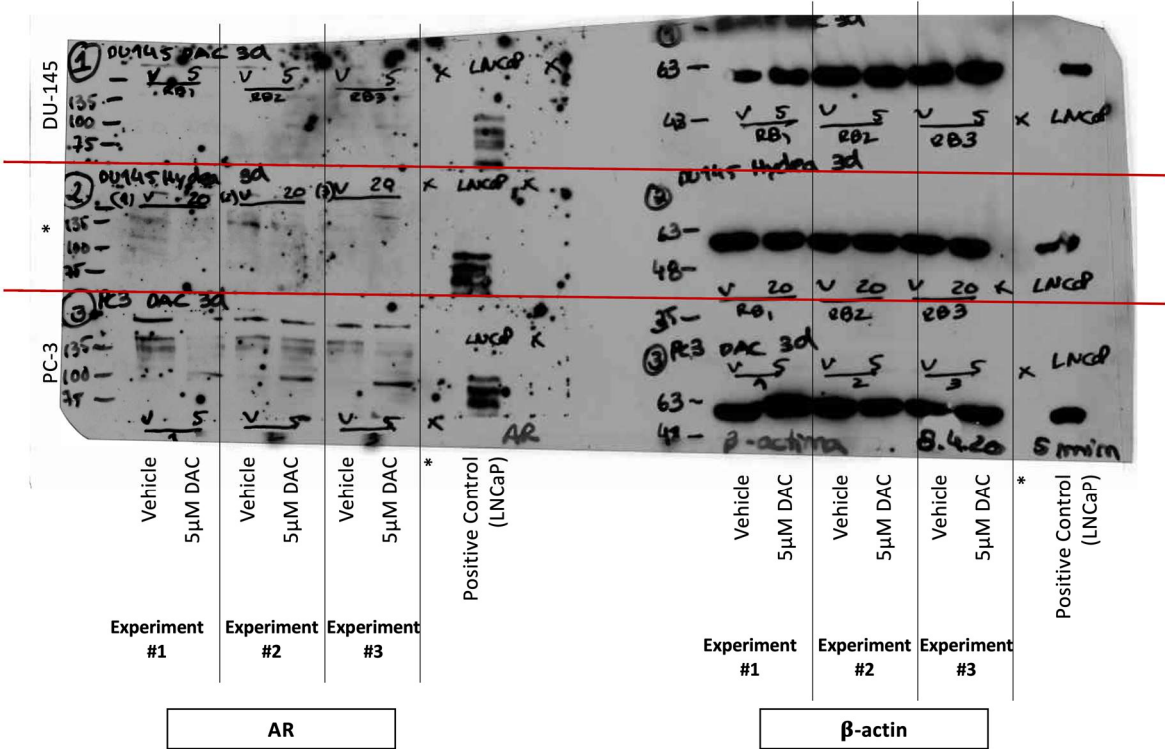 DU-145
* 
PC-3
① DU145 DAC 3d
V 5 V 5 V 5 X LNCaP X
RB1 RB2 RB3
135 -
100 -
75 -
② DU145 Hydra 3d
(1) V 20 (2) V 20 (3) V 20 X LNCaP X
135 -
100 -
75 -
③ PC3 DAC 3d
LNCaP X
135 -
100 -
75 -
V 5 V 5 V 5 X
1 2 3
AR
① C 3d
63 -
48 -
V 5 V 5 V 5 X LNCaP
RB1 RB2 RB3
DU145 Hydra 3d
②
63 -
48 -
V 20 V 20 V 20 X LNCaP
RB1 RB2 RB3
35 -
③ PC3 DAC 3d
V 5 V 5 V 5 X LNCaP
1 2 3
63 ~
48 -
β-actina 8.4.20 5 min
Vehicle
5µM DAC
Vehicle
5µM DAC
Vehicle
5µM DAC
*
Positive Control
(LNCaP)
Vehicle
5µM DAC
Vehicle
5µM DAC
Vehicle
5µM DAC
*
Positive Control
(LNCaP)
Experiment
#1
Experiment
#2
Experiment
#3
Experiment
#1
Experiment
#2
Experiment
#3
AR
β-actin